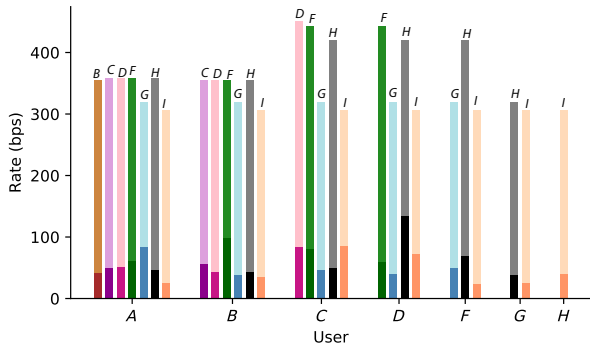 Rate (bps)
400
300
200
100
0
B C D F G H I
C D F G H I
D F G H I
F G H I
G H I
H I
I
A B C D F G H
User